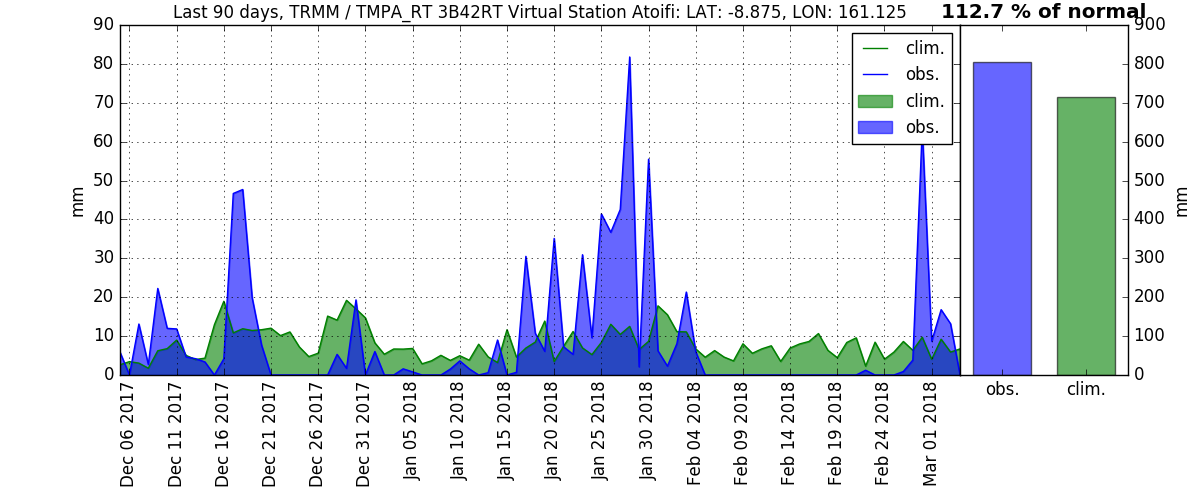 Last 90 days, TRMM / TMPA_RT 3B42RT Virtual Station Atoifi: LAT: -8.875, LON: 161.125
112.7 % of normal
90
80
70
60
50
40
30
20
10
0
mm
clim.
obs.
clim.
obs.
900
800
700
600
500
400
300
200
100
0
mm
Dec 06 2017
Dec 11 2017
Dec 16 2017
Dec 21 2017
Dec 26 2017
Dec 31 2017
Jan 05 2018
Jan 10 2018
Jan 15 2018
Jan 20 2018
Jan 25 2018
Jan 30 2018
Feb 04 2018
Feb 09 2018
Feb 14 2018
Feb 19 2018
Feb 24 2018
Mar 01 2018
obs.
clim.